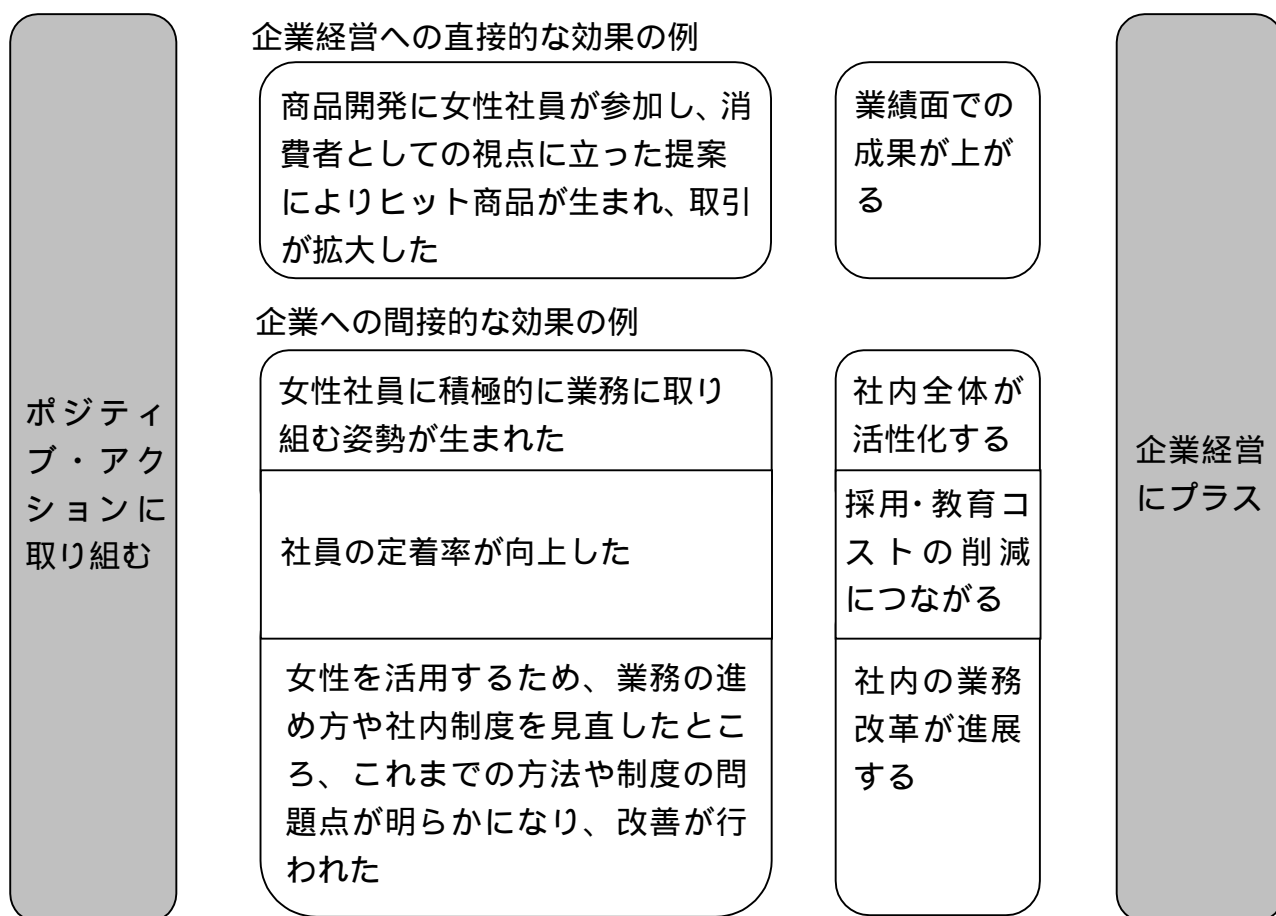 ポジティ
ブ・アク
ションに
取り組む
企業経営への直接的な効果の例
商品開発に女性社員が参加し、消
費者としての視点に立った提案
によりヒット商品が生まれ、取引
が拡大した
業績面での
成果が上が
る
企業への間接的な効果の例
女性社員に積極的に業務に取り
組む姿勢が生まれた
社内全体が
活性化する
社員の定着率が向上した
採用・教育コ
ストの削減
につながる
女性を活用するため、業務の進
め方や社内制度を見直したとこ
ろ、これまでの方法や制度の問
題点が明らかになり、改善が行
われた
社内の業務
改革が進展
する
企業経営
にプラス